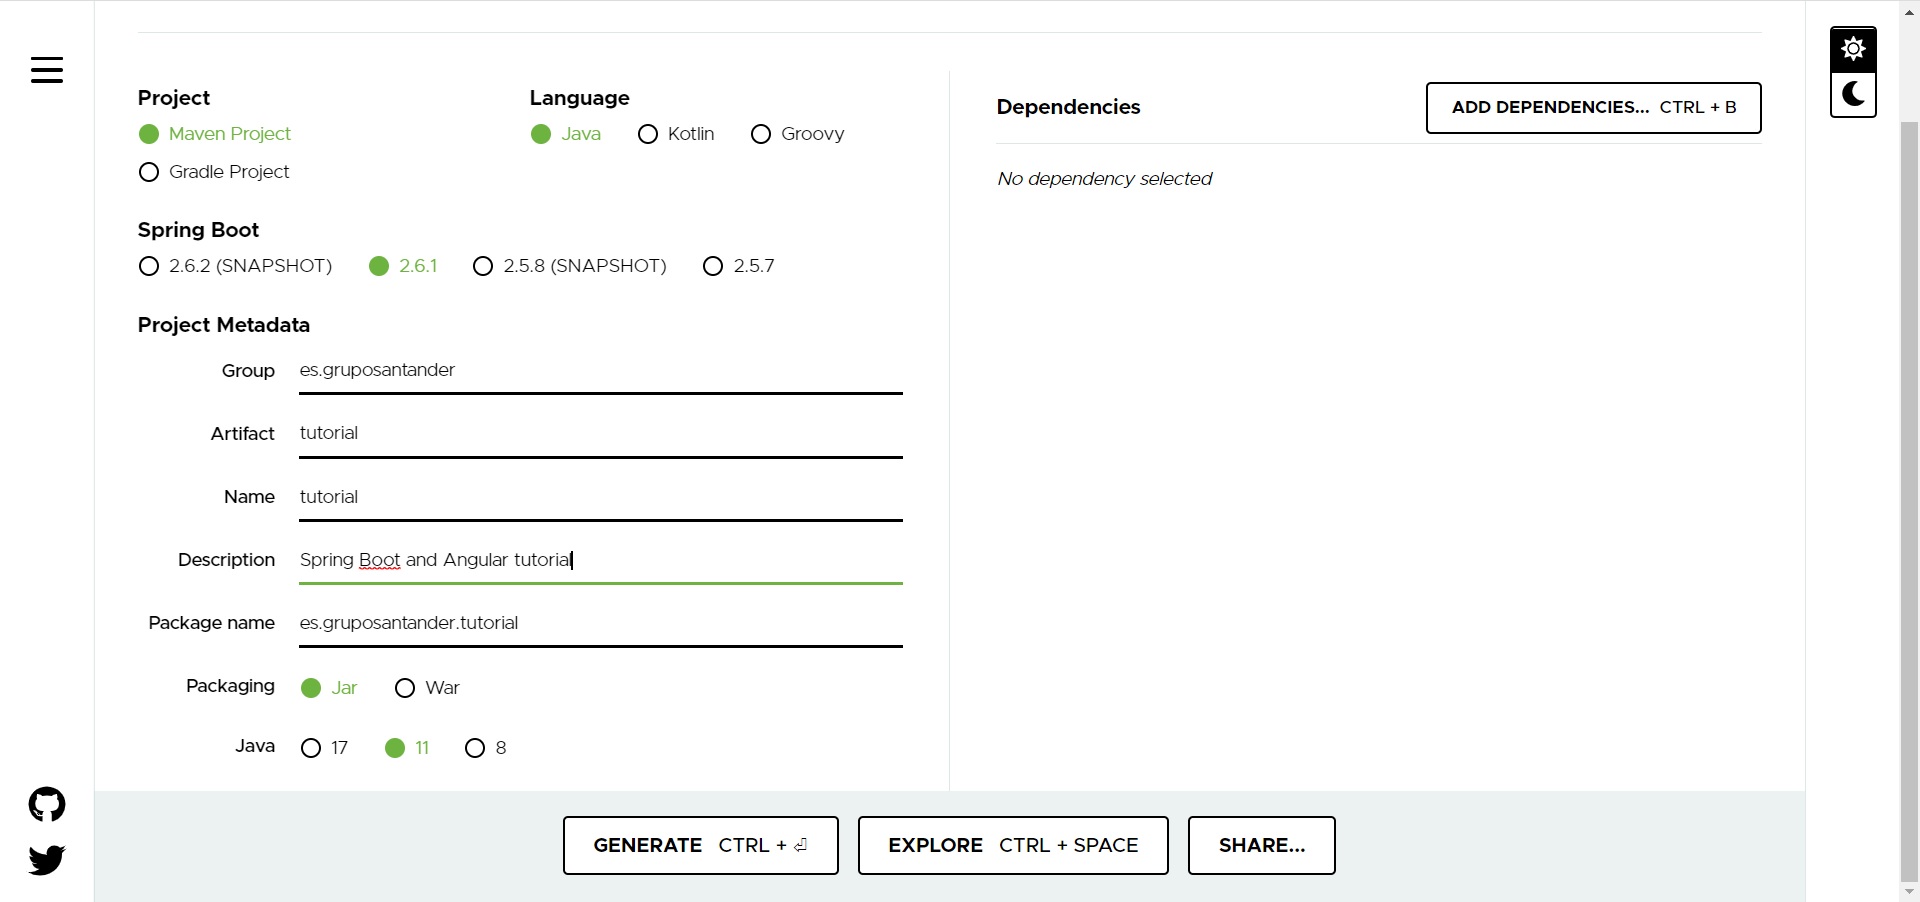 Project
Maven Project
Gradle Project
Language
Java Kotlin Groovy
Spring Boot
2.6.2 (SNAPSHOT) 2.6.1 2.5.8 (SNAPSHOT) 2.5.7
Project Metadata
Group es.gruposantander
Artifact tutorial
Name tutorial
Description Spring Boot and Angular tutorial
Package name es.gruposantander.tutorial
Packaging Jar War
Java 17 11 8
Dependencies
ADD DEPENDENCIES... CTRL + B
No dependency selected
GENERATE CTRL + ⏎
EXPLORE CTRL + SPACE
SHARE...